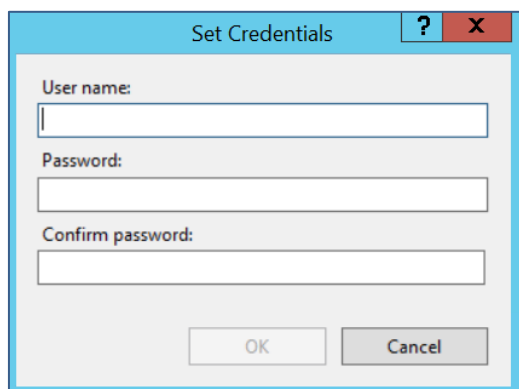 Set Credentials ? X
User name:
Password:
Confirm password:
OK Cancel